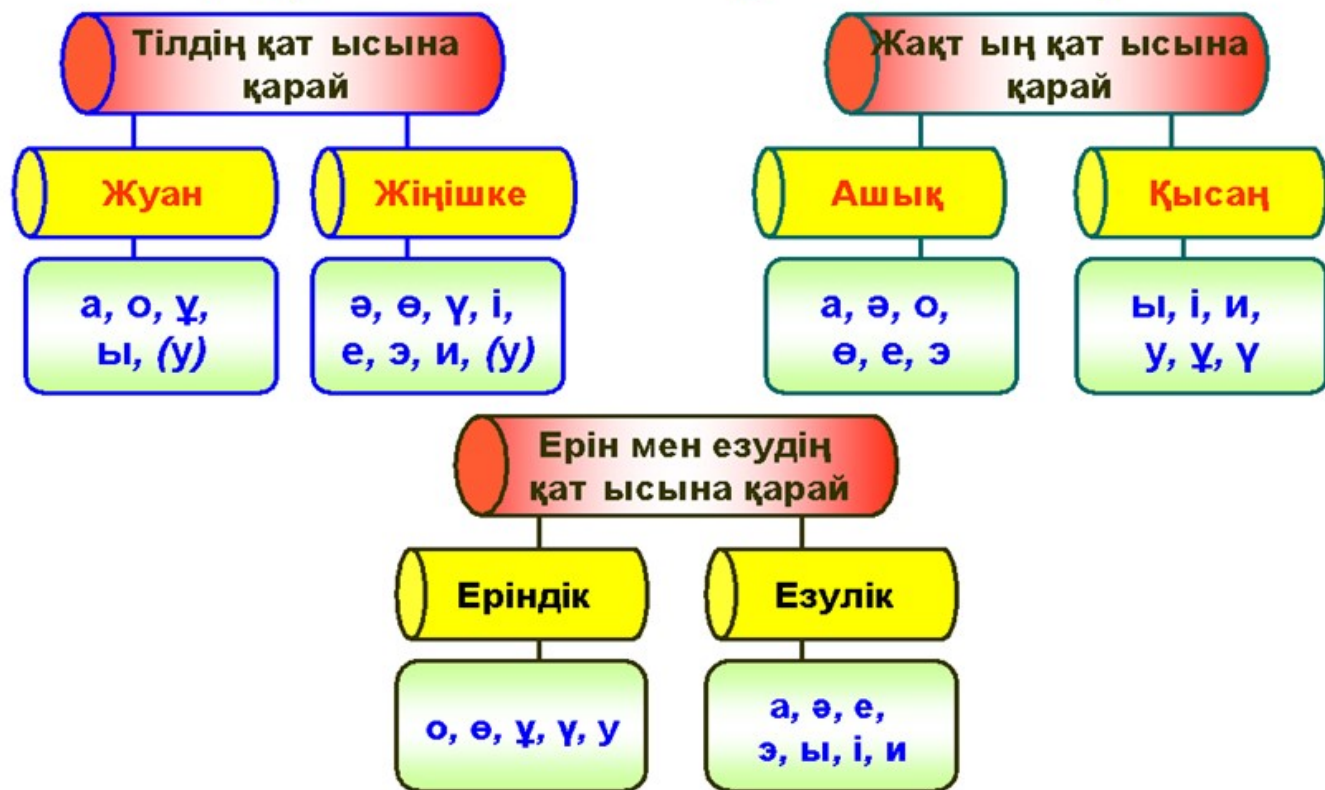 Тілдің қат ысына
қарай
Жуан
Жіңішке
а, о, ұ,
ы, (у)
ә, ө, ү, і,
е, э, и, (у)
Жақт ың қат ысына
қарай
Ашық
Қысаң
а, ә, о,
ө, е, э
ы, і, и,
у, ұ, ү
Ерін мен езудің
қат ысына қарай
Еріндік
Езулік
о, ө, ұ, ү, у
а, ә, е,
э, ы, і, и